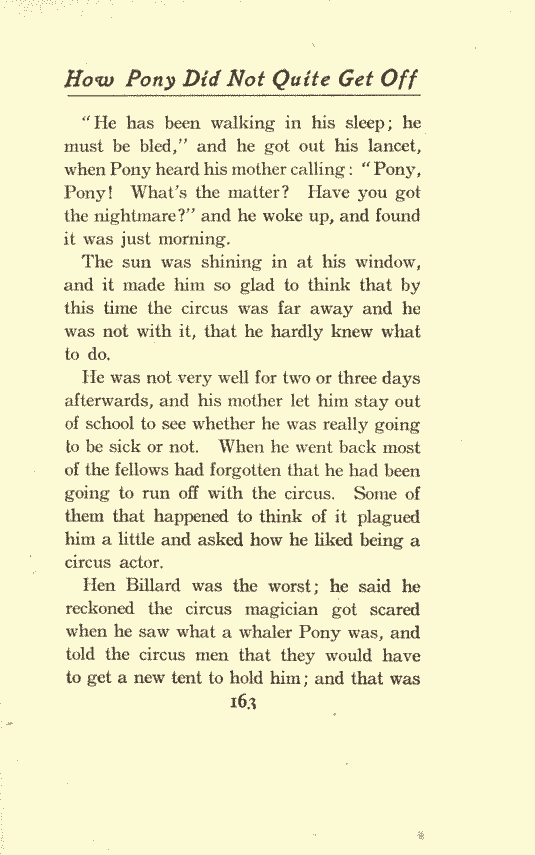 How Pony Did Not Quite Get Off
"He has been walking in his sleep; he
must be bled," and he got out his lancet,
when Pony heard his mother calling: "Pony,
Pony! What's the matter? Have you got
the nightmare?" and he woke up, and found
it was just morning.
The sun was shining in at his window,
and it made him so glad to think that by
this time the circus was far away and he
was not with it, that he hardly knew what
to do.
He was not very well for two or three days
afterwards, and his mother let him stay out
of school to see whether he was really going
to be sick or not. When he went back most
of the fellows had forgotten that he had been
going to run off with the circus. Some of
them that happened to think of it plagued
him a little and asked how he liked being a
circus actor.
Hen Billard was the worst; he said he
reckoned the circus magician got scared
when he saw what a whaler Pony was, and
told the circus men that they would have
to get a new tent to hold him; and that was
163